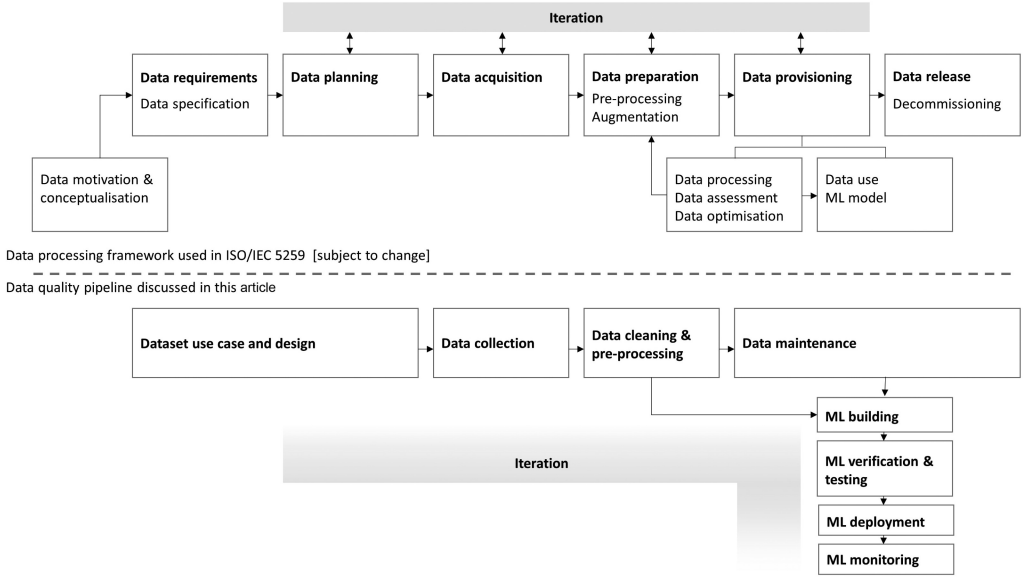 Iteration
Data requirements
Data specification
Data planning
Data acquisition
Data preparation
Pre-processing
Augmentation
Data provisioning
Data release
Decommissioning
Data motivation &
conceptualisation
Data processing
Data assessment
Data optimisation
Data use
ML model
Data processing framework used in ISO/IEC 5259 [subject to change]
Data quality pipeline discussed in this article
Dataset use case and design
Data collection
Data cleaning &
pre-processing
Data maintenance
ML building
Iteration
ML verification &
testing
ML deployment
ML monitoring